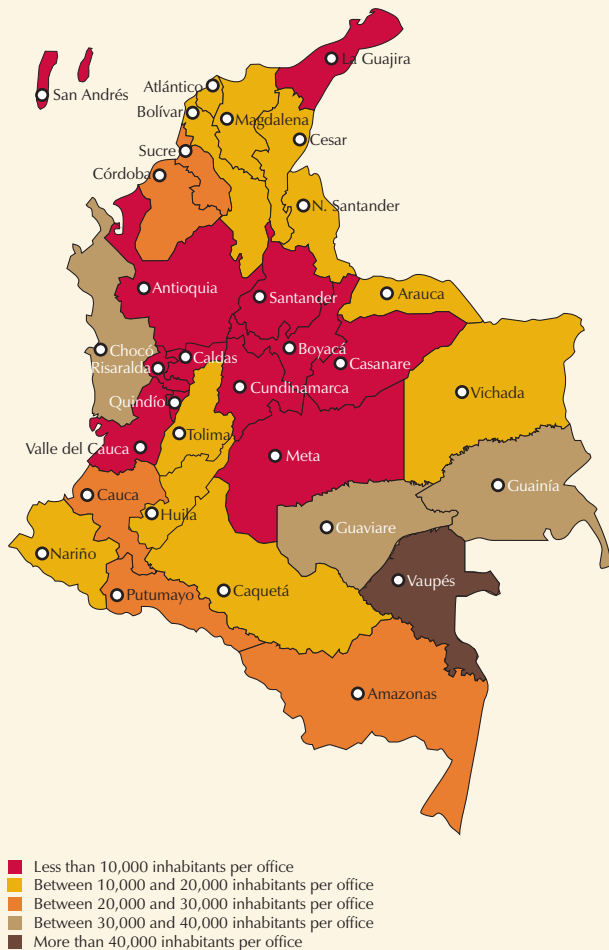 La Guajira
Atlántico
San Andrés
Bolívar
Magdalena
Cesar
Sucre
Córdoba
N. Santander
Antioquia
Santander
Arauca
Chocó
Boyacá
Caldas
Casanare
Risaralda
Cundinamarca
Vichada
Quindío
Tolima
Valle del Cauca
Meta
Guainía
Cauca
Huila
Guaviare
Nariño
Vaupés
Caquetá
Putumayo
Amazonas
Less than 10,000 inhabitants per office
Between 10,000 and 20,000 inhabitants per office
Between 20,000 and 30,000 inhabitants per office
Between 30,000 and 40,000 inhabitants per office
More than 40,000 inhabitants per office